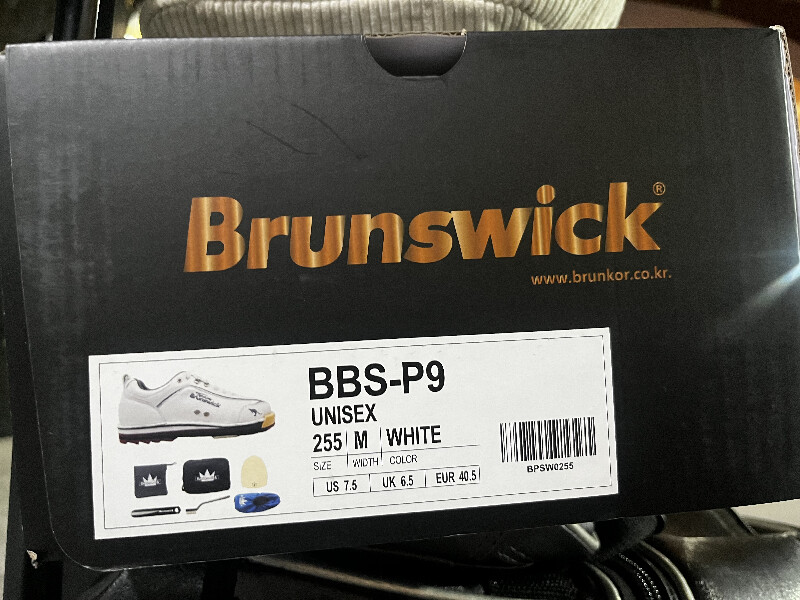 Brunswick®
www.brunkor.co.kr.
BBS-P9
UNISEX
255 M WHITE
SIZE WIDTH COLOR
US 7.5 UK 6.5 EUR 40.5
BPSW0255
Brunswick